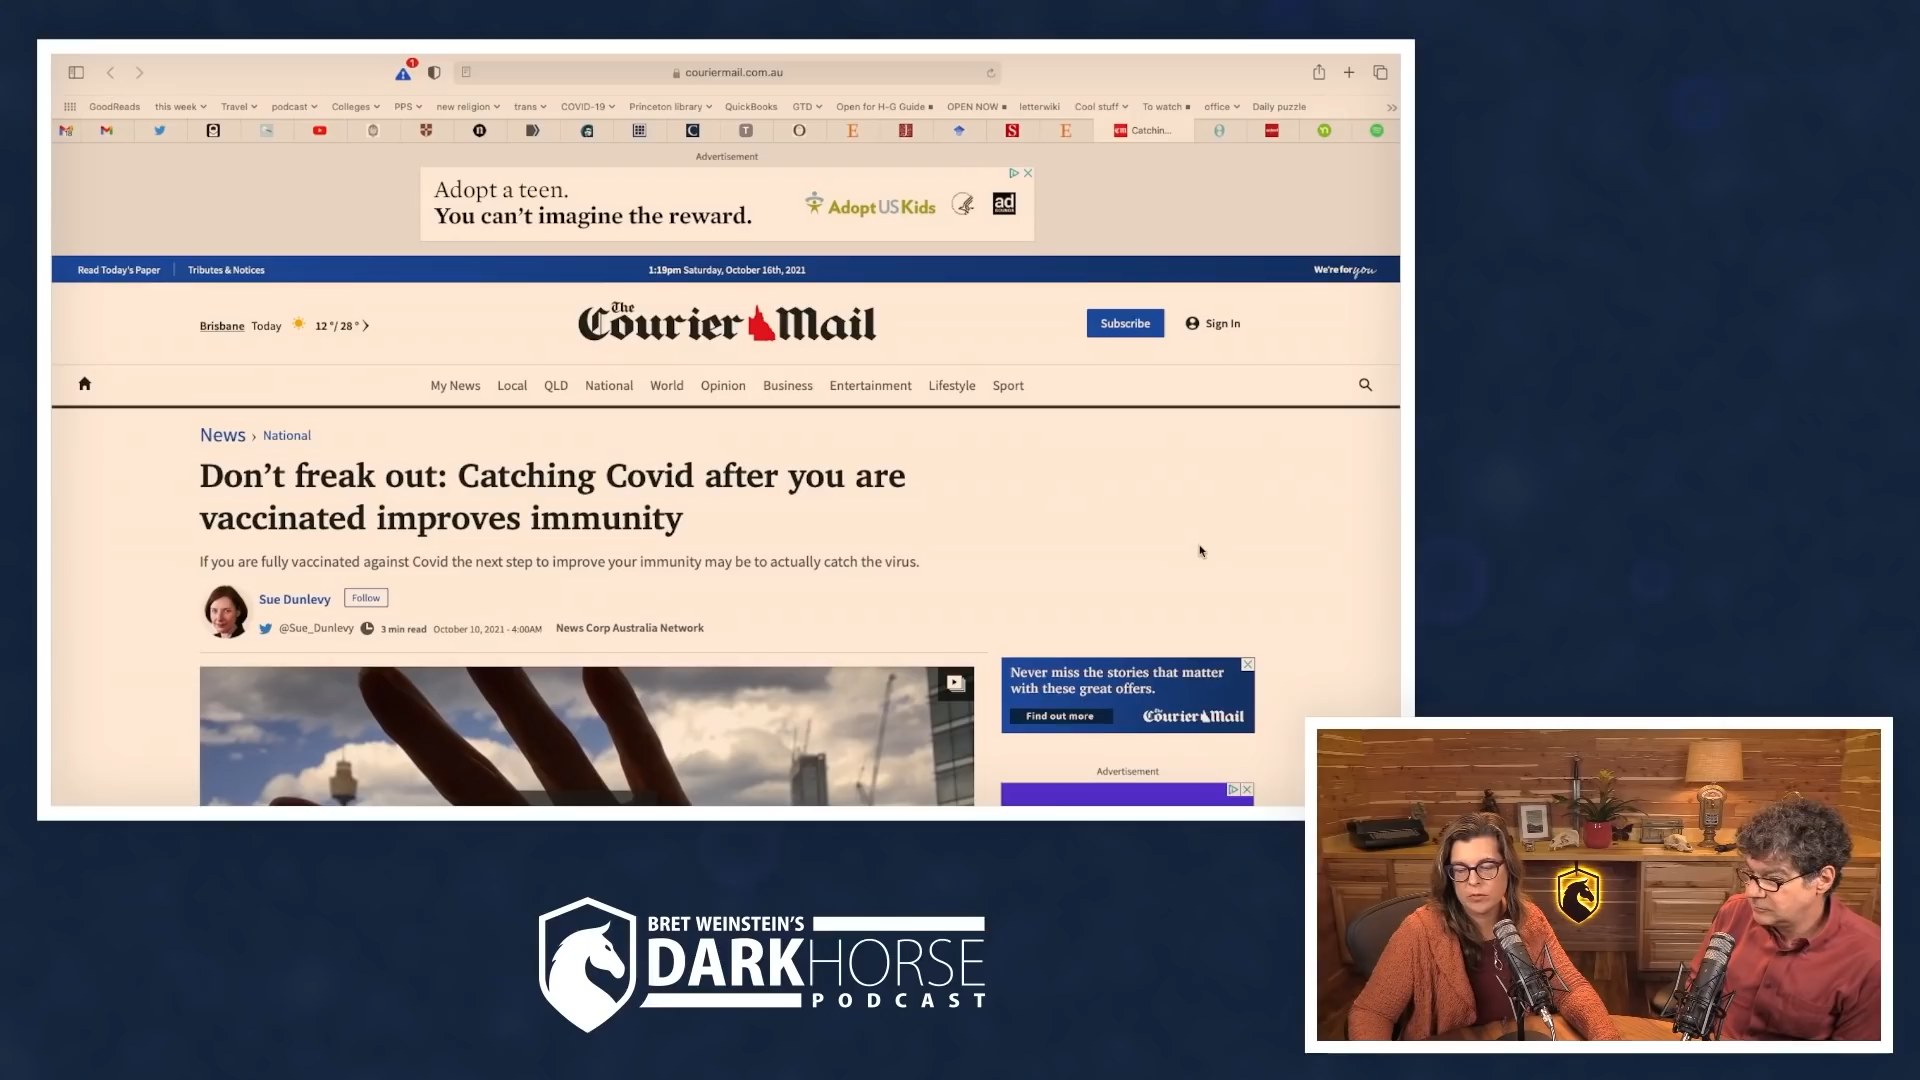 1
couriermail.com.au
GoodReads this week Travel podcast Colleges PPS new religion trans COVID-19 Princeton library QuickBooks GTD Open for H-G Guide OPEN NOW letterwiki Cool stuff To watch office Daily puzzle
Catchin...
Advertisement
Adopt a teen.
You can't imagine the reward.
AdoptUSKids
ad
Read Today's Paper Tributes & Notices 1:19pm Saturday, October 16th, 2021 We're for you
The Courier Mail
Brisbane Today 12°/28° Subscribe Sign In
My News Local QLD National World Opinion Business Entertainment Lifestyle Sport
News › National
Don't freak out: Catching Covid after you are
vaccinated improves immunity
If you are fully vaccinated against Covid the next step to improve your immunity may be to actually catch the virus.
Sue Dunlevy Follow
@Sue_Dunlevy 3 min read October 10, 2021 - 4:00AM News Corp Australia Network
Never miss the stories that matter
with these great offers.
Find out more The Courier Mail
Advertisement
BRET WEINSTEIN'S
DARKHORSE
PODCAST